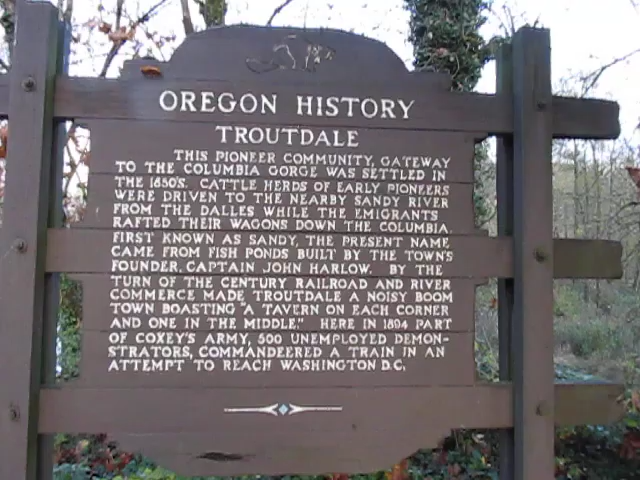 OREGON HISTORY
TROUTDALE
THIS PIONEER COMMUNITY, GATEWAY
TO THE COLUMBIA GORGE WAS SETTLED IN
THE 1850'S. CATTLE HERDS OF EARLY PIONEERS
WERE DRIVEN TO THE NEARBY SANDY RIVER
FROM THE DALLES WHILE THE EMIGRANTS
RAFTED THEIR WAGONS DOWN THE COLUMBIA.
FIRST KNOWN AS SANDY, THE PRESENT NAME
CAME FROM FISH PONDS BUILT BY THE TOWN'S
FOUNDER, CAPTAIN JOHN HARLOW. BY THE
TURN OF THE CENTURY RAILROAD AND RIVER
COMMERCE MADE TROUTDALE A NOISY BOOM
TOWN BOASTING "A TAVERN ON EACH CORNER
AND ONE IN THE MIDDLE." HERE IN 1894 PART
OF COXEY'S ARMY, 500 UNEMPLOYED DEMON-
STRATORS, COMMANDEERED A TRAIN IN AN
ATTEMPT TO REACH WASHINGTON D.C.